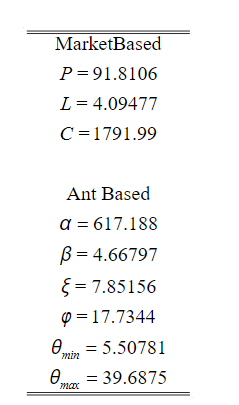 MarketBased
P = 91.8106
L = 4.09477
C = 1791.99
Ant Based
α = 617.188
β = 4.66797
ξ = 7.85156
φ = 17.7344
θmin = 5.50781
θmax = 39.6875